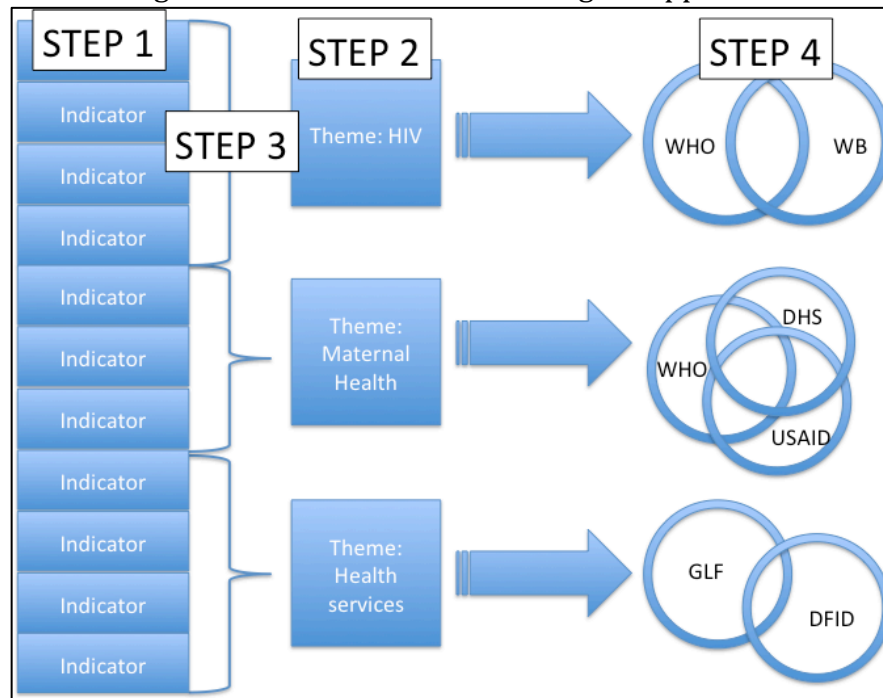 STEP 1
STEP 2
STEP 4
Indicator
STEP 3
Theme: HIV
WHO
WB
Indicator
Indicator
Indicator
Indicator
Indicator
Theme:
Maternal
Health
DHS
WHO
USAID
Indicator
Indicator
Indicator
Indicator
Theme:
Health
services
GLF
DFID